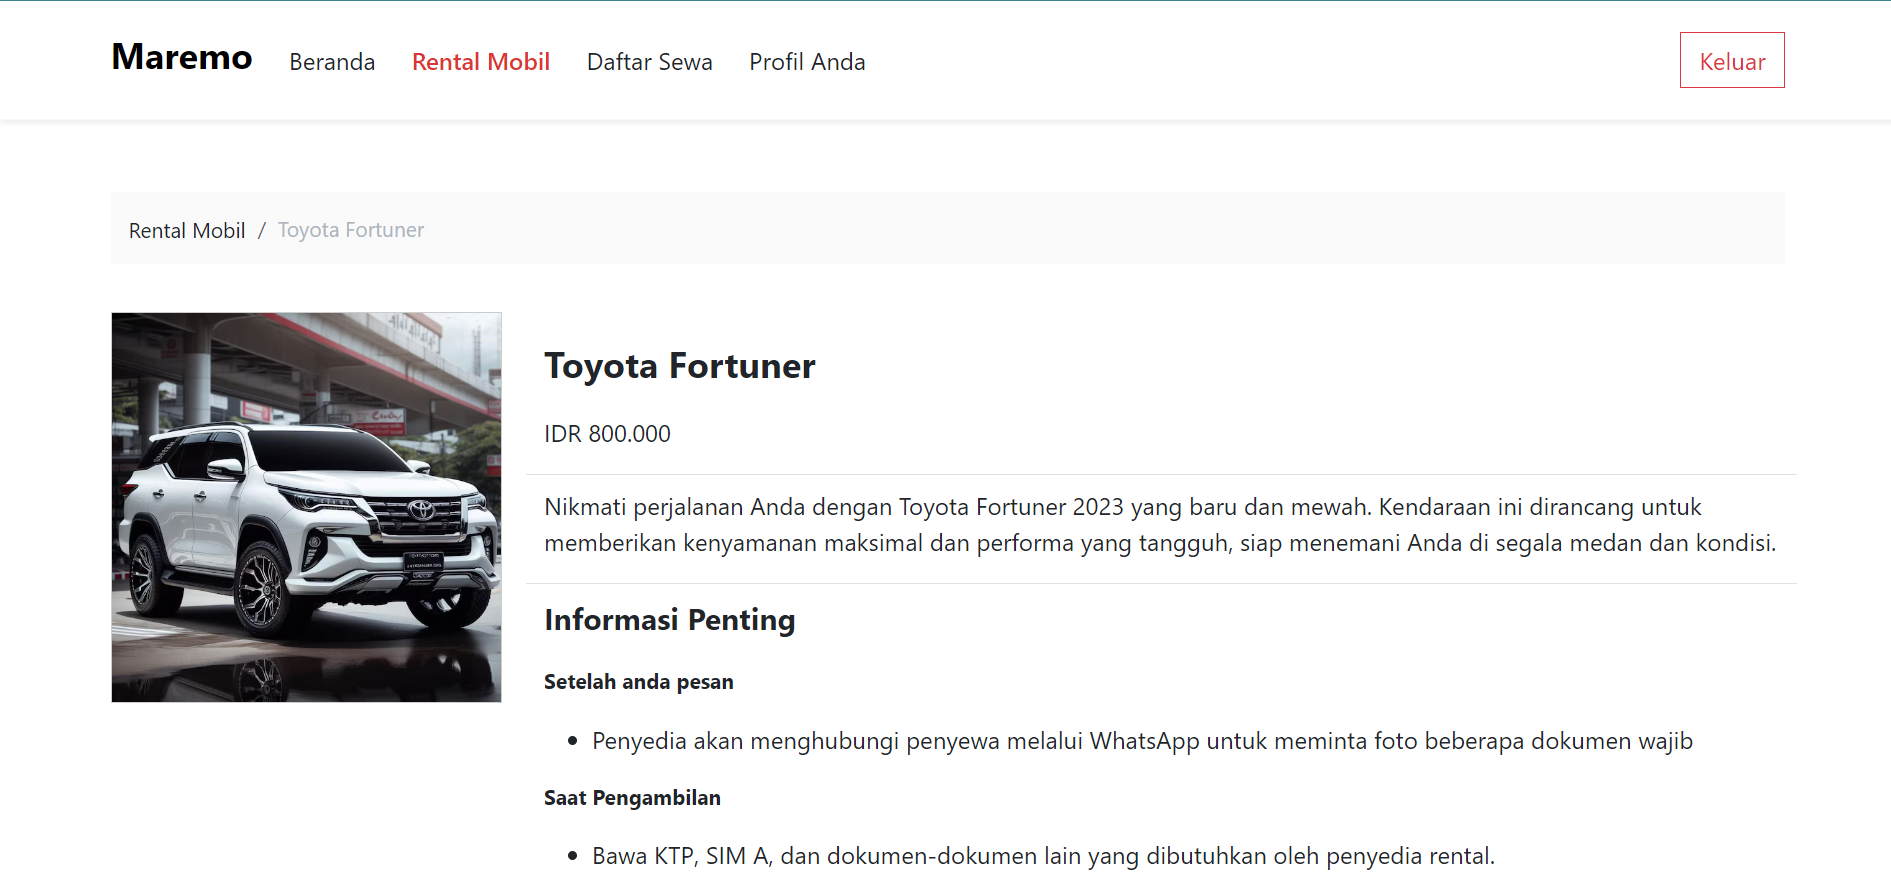 Maremo
Beranda
Rental Mobil
Daftar Sewa
Profil Anda
Keluar
Rental Mobil / Toyota Fortuner
Toyota Fortuner
IDR 800.000
Nikmati perjalanan Anda dengan Toyota Fortuner 2023 yang baru dan mewah. Kendaraan ini dirancang untuk
memberikan kenyamanan maksimal dan performa yang tangguh, siap menemani Anda di segala medan dan kondisi.
Informasi Penting
Setelah anda pesan
• Penyedia akan menghubungi penyewa melalui WhatsApp untuk meminta foto beberapa dokumen wajib
Saat Pengambilan
• Bawa KTP, SIM A, dan dokumen-dokumen lain yang dibutuhkan oleh penyedia rental.